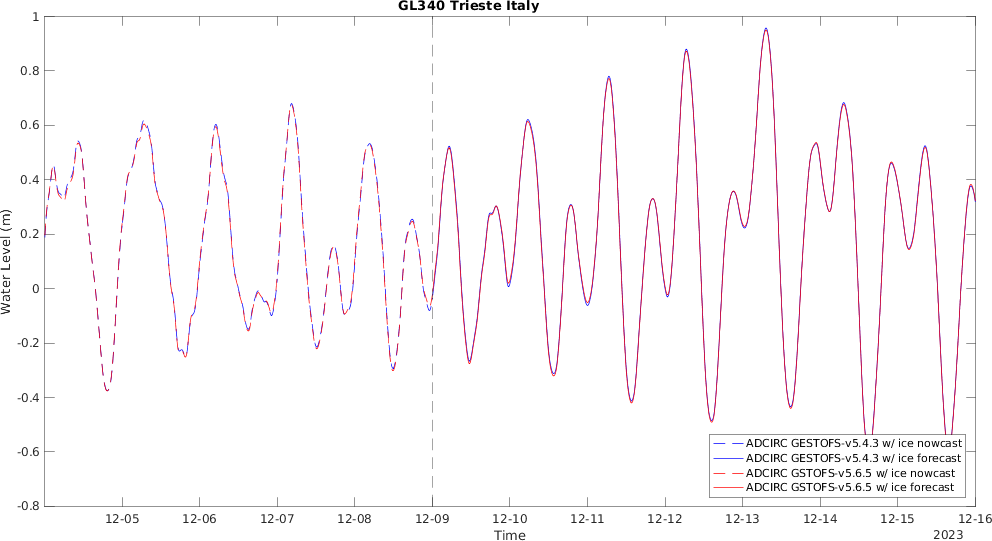 GL340 Trieste Italy
1
0.8
0.6
0.4
0.2
0
-0.2
-0.4
-0.6
-0.8
Water Level (m)
ADCIRC GESTOFS-v5.4.3 w/ ice nowcast
ADCIRC GESTOFS-v5.4.3 w/ ice forecast
ADCIRC GSTOFS-v5.6.5 w/ ice nowcast
ADCIRC GSTOFS-v5.6.5 w/ ice forecast
12-05 12-06 12-07 12-08 12-09 12-10 12-11 12-12 12-13 12-14 12-15 12-16
Time
2023